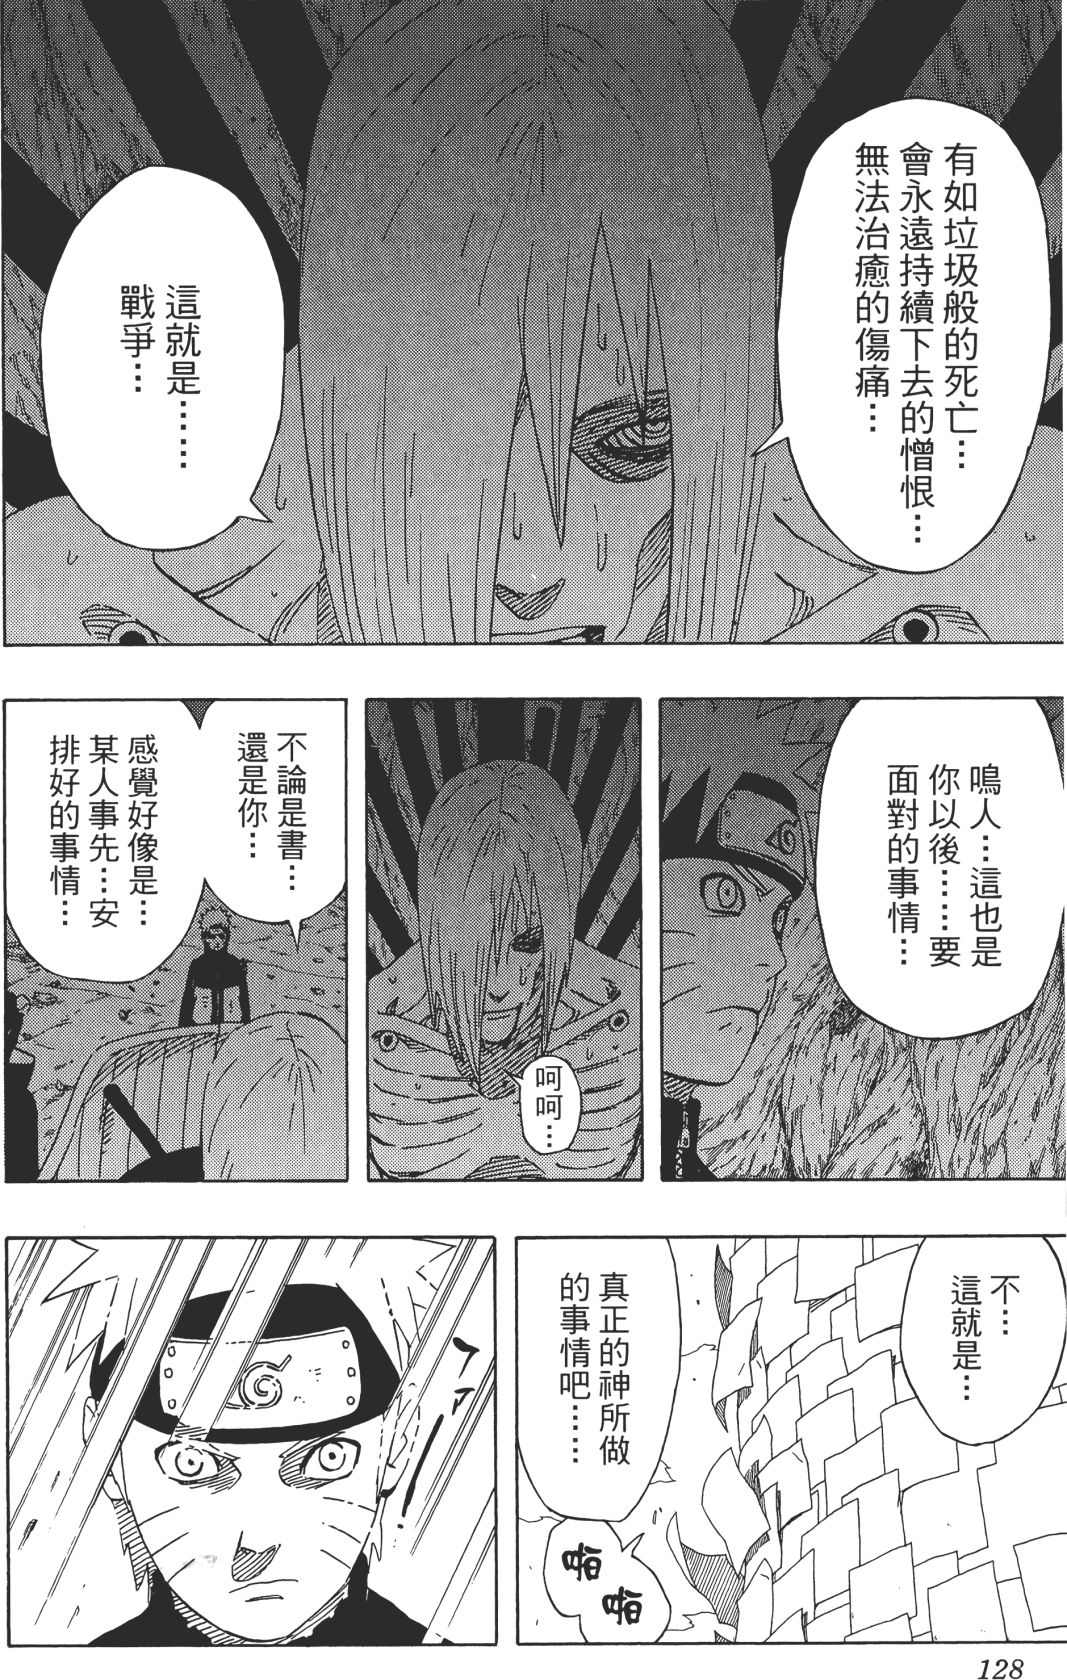 有如垃圾般的死亡…
會永遠持續下去的憎恨…
無法治癒的傷痛…
這就是……
戰爭…
鳴人…這也是
你以後……要
面對的事情…
呵呵…
不論是書…
還是你…
感覺好像是…
某人事先…安
排好的事情…
不…
這就是…
真正的神所做
的事情吧……
啪
啪
ファ
128